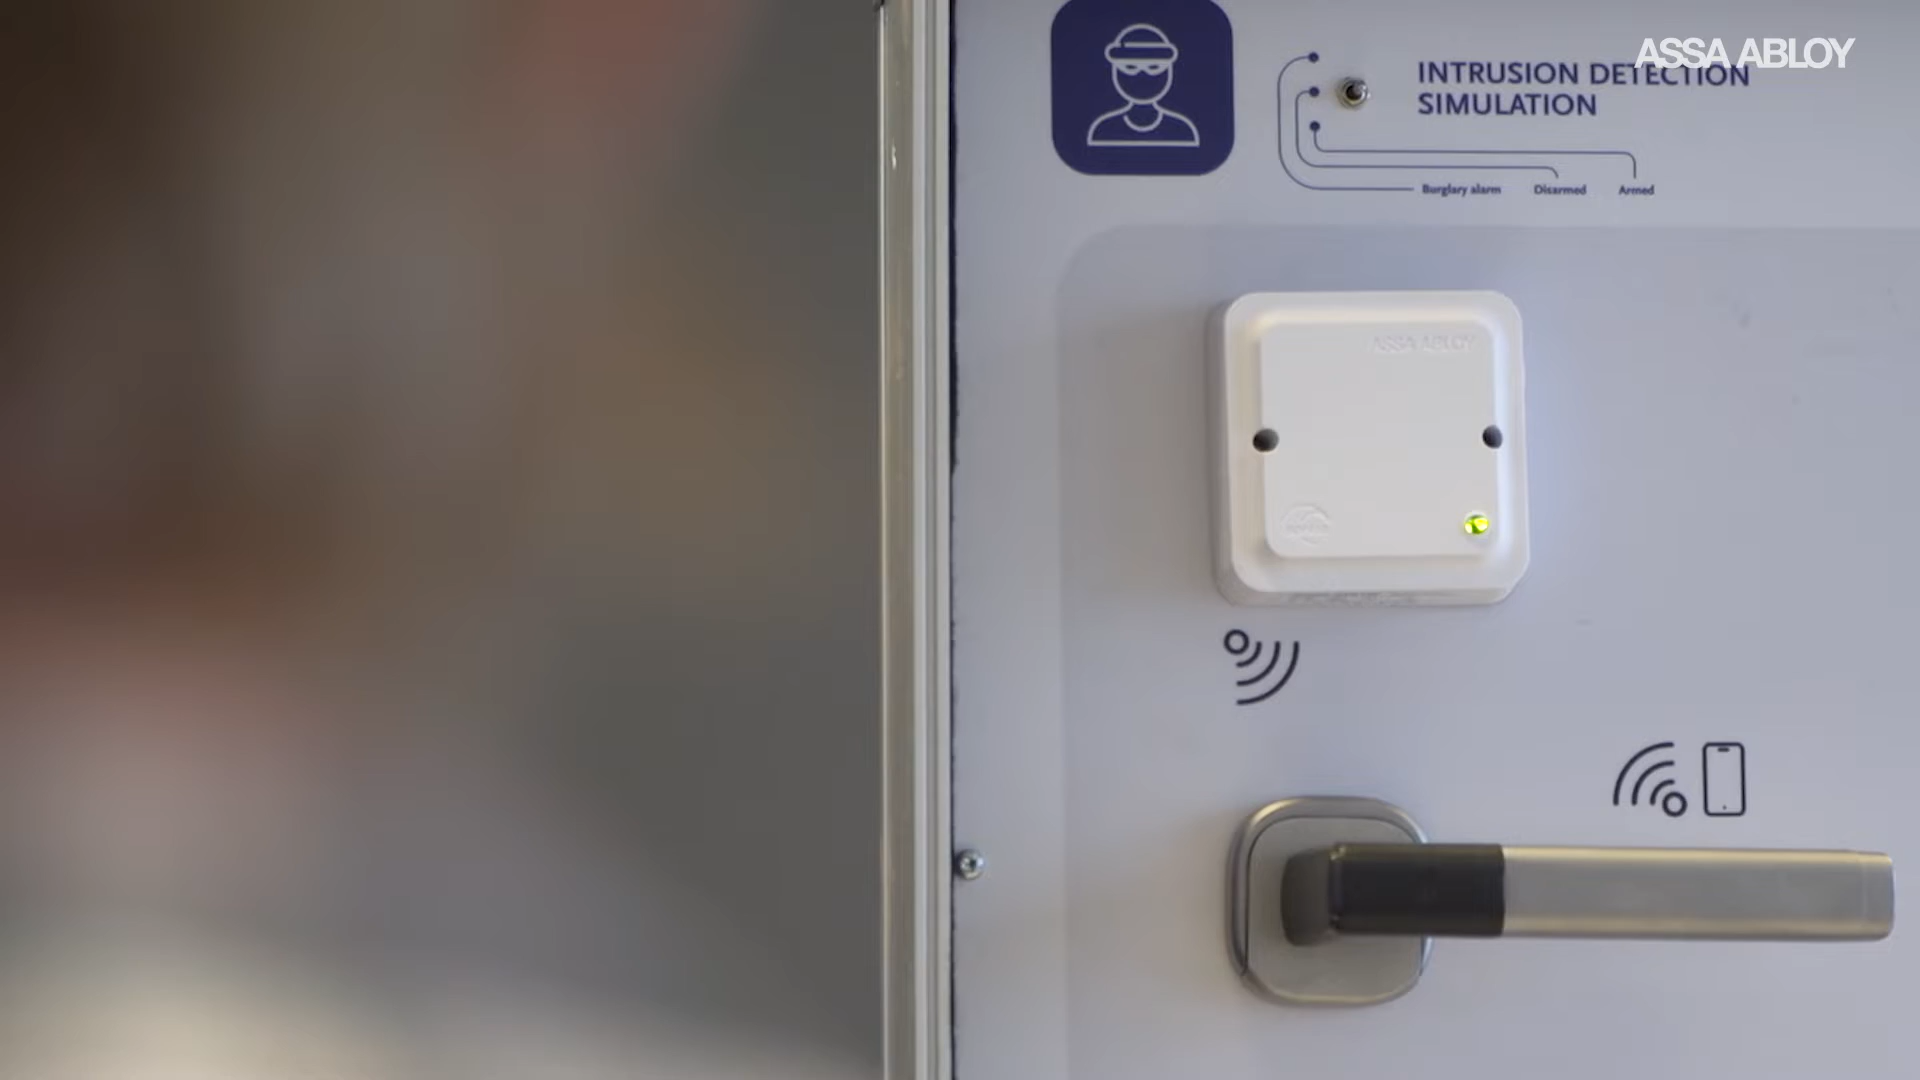 ASSA ABLOY
INTRUSION DETECTION
SIMULATION
Burglary alarm
Disarmed
Armed
ASSA ABLOY